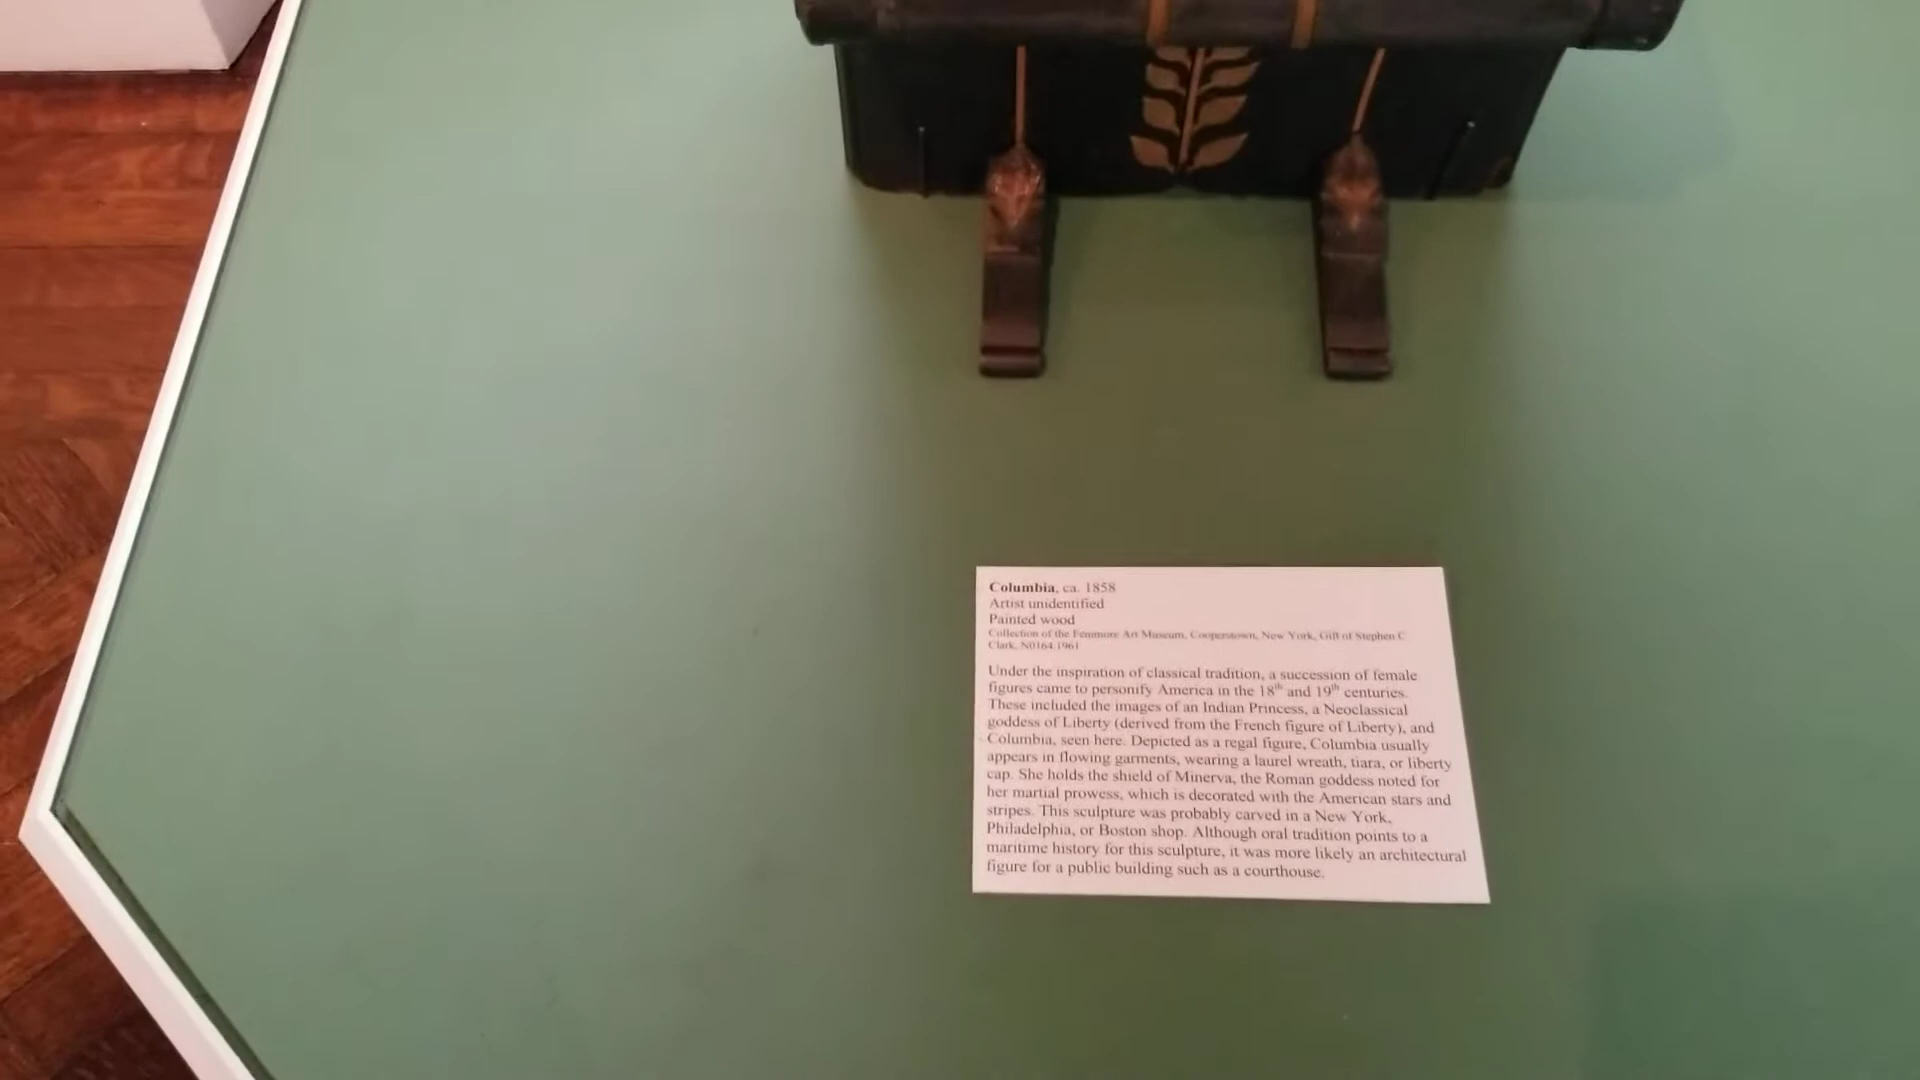 Columbia, ca. 1858
Artist unidentified
Painted wood
Collection of the Fenimore Art Museum, Cooperstown, New York, Gift of Stephen C
Clark, N0164.1961
Under the inspiration of classical tradition, a succession of female
figures came to personify America in the 18th and 19th centuries.
These included the images of an Indian Princess, a Neoclassical
goddess of Liberty (derived from the French figure of Liberty), and
Columbia, seen here. Depicted as a regal figure, Columbia usually
appears in flowing garments, wearing a laurel wreath, tiara, or liberty
cap. She holds the shield of Minerva, the Roman goddess noted for
her martial prowess, which is decorated with the American stars and
stripes. This sculpture was probably carved in a New York,
Philadelphia, or Boston shop. Although oral tradition points to a
maritime history for this sculpture, it was more likely an architectural
figure for a public building such as a courthouse.